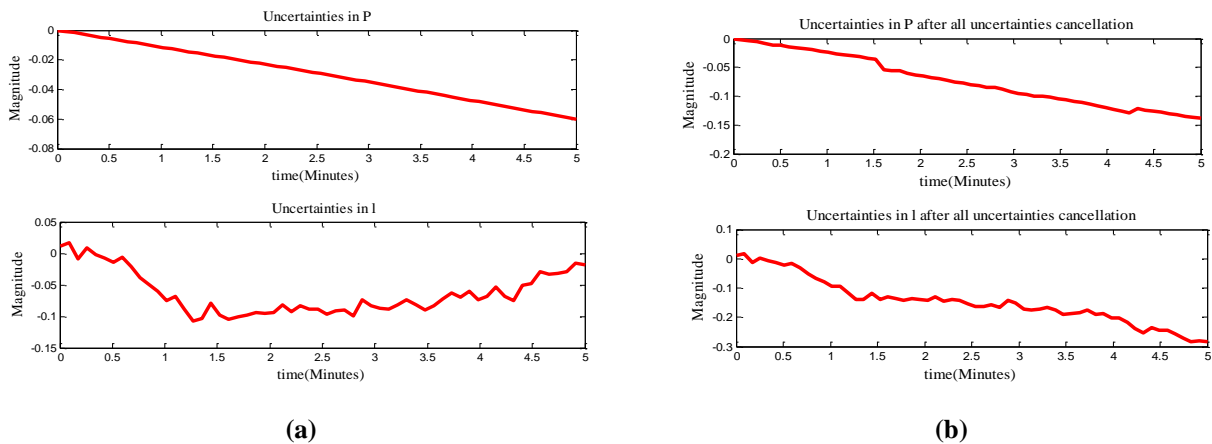 Uncertainties in P
0
-0.02
-0.04
-0.06
-0.08
Magnitude
0 0.5 1 1.5 2 2.5 3 3.5 4 4.5 5
time(Minutes)
Uncertainties in l
0.05
0
-0.05
-0.1
-0.15
Magnitude
0 0.5 1 1.5 2 2.5 3 3.5 4 4.5 5
time(Minutes)
(a)
Uncertainties in P after all uncertainties cancellation
0
-0.05
-0.1
-0.15
-0.2
Magnitude
0 0.5 1 1.5 2 2.5 3 3.5 4 4.5 5
time(Minutes)
Uncertainties in l after all uncertainties cancellation
0.1
0
-0.1
-0.2
-0.3
Magnitude
0 0.5 1 1.5 2 2.5 3 3.5 4 4.5 5
time(Minutes)
(b)